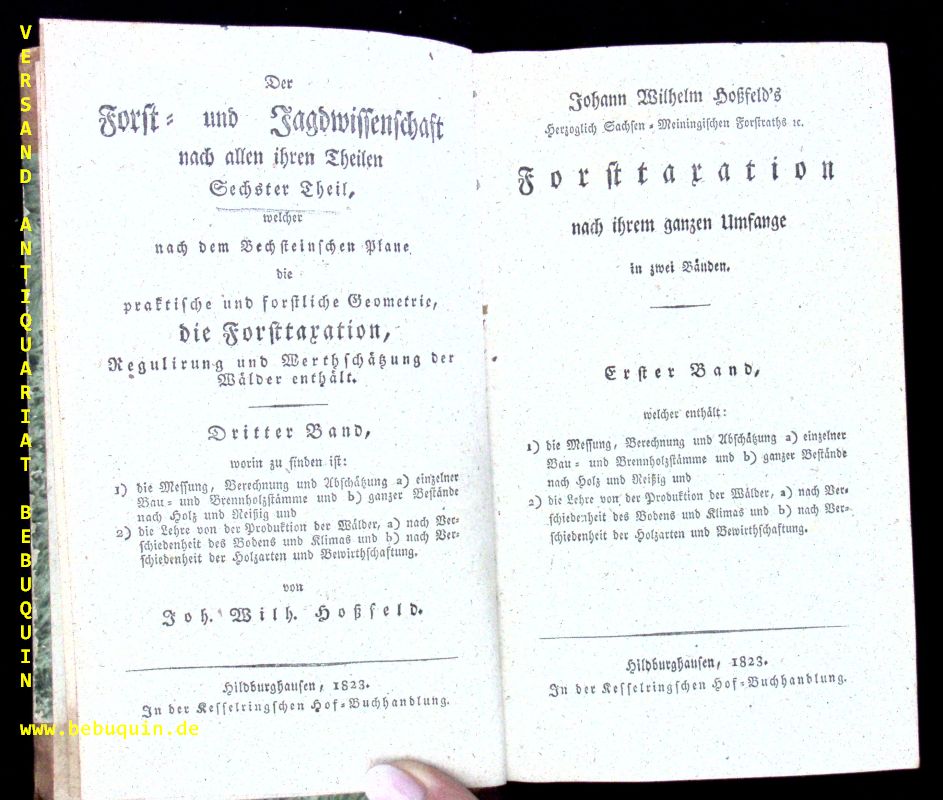 Der
Forst- und Jagdwissenschaft
nach allen ihren Theilen
Sechster Theil,
welcher
nach dem Bechsteinschen Plane
die
praktische und forstliche Geometrie,
die Forsttaxation,
Regulirung und Werthschätzung der
Wälder enthält.
Dritter Band,
worin zu finden ist:
1) die Messung, Berechnung und Abschätzung a) einzelner
Bau- und Brennholzstämme und b) ganzer Bestände
nach Holz und Reißig und
2) die Lehre von der Produktion der Wälder, a) nach Ver-
schiedenheit des Bodens und Klimas und b) nach Ver-
schiedenheit der Holzarten und Bewirthschaftung.
von
Joh. Wilh. Hoßfeld.
Hildburghausen, 1823.
In der Kesselringschen Hof-Buchhandlung.
Johann Wilhelm Hoßfeld's
Herzoglich Sachsen-Meiningischen Forstraths ꝛc.
Forsttaxation
nach ihrem ganzen Umfange
in zwei Bänden.
Erster Band,
welcher enthält:
1) die Messung, Berechnung und Abschätzung a) einzelner
Bau- und Brennholzstämme und b) ganzer Bestände
nach Holz und Reißig und
2) die Lehre von der Produktion der Wälder, a) nach Ver-
schiedenheit des Bodens und Klimas und b) nach Ver-
schiedenheit der Holzarten und Bewirthschaftung.
Hildburghausen, 1823.
In der Kesselringschen Hof-Buchhandlung.
VERSAND ANTIQUARIAT BEBUQUIN
www.bebuquin.de